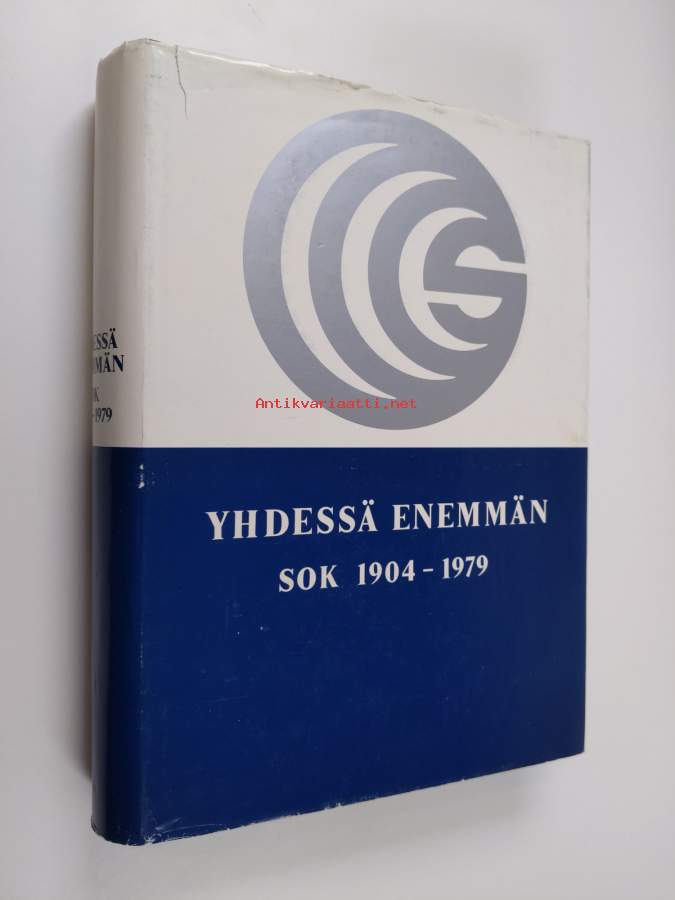 S
Antikvariaatti.net
YHDESSÄ ENEMMÄN
SOK 1904 – 1979
ESSÄ
MÄN
K
-1979